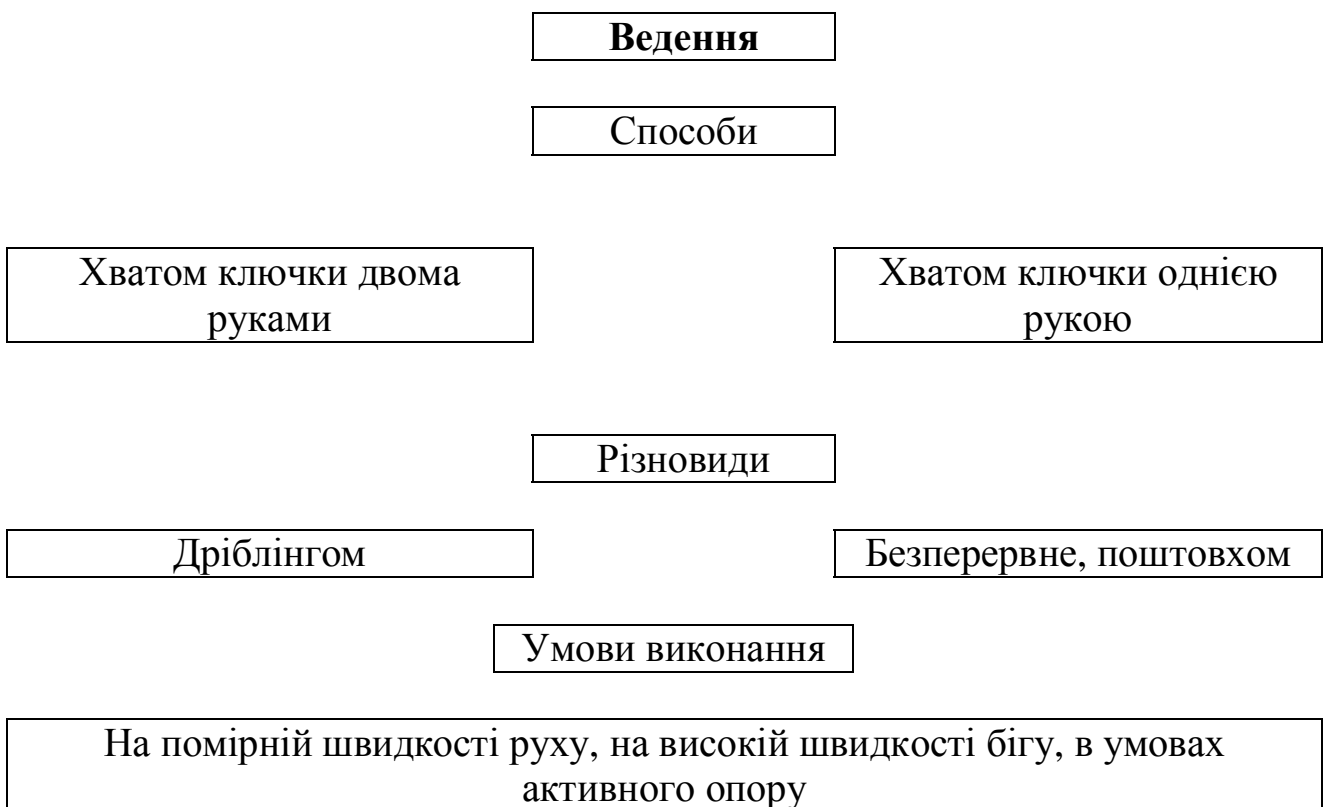 Ведення
Способи
Хватом ключки двома
руками
Хватом ключки однією
рукою
Різновиди
Дріблінгом
Безперервне, поштовхом
Умови виконання
На помірній швидкості руху, на високій швидкості бігу, в умовах
активного опору